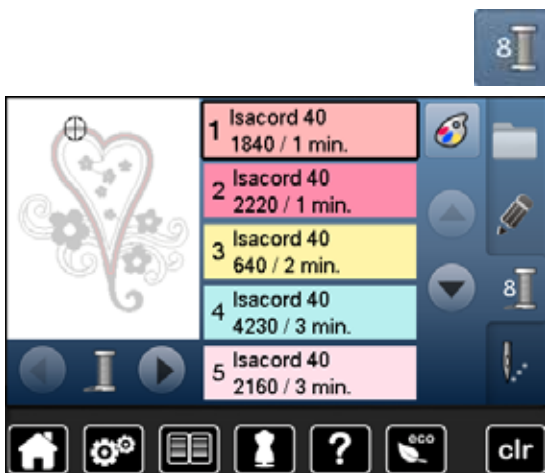 8
1 Isacord 40
1840 / 1 min.
2 Isacord 40
2220 / 1 min.
3 Isacord 40
640 / 2 min.
8
4 Isacord 40
4230 / 3 min.
5 Isacord 40
2160 / 3 min.
?
eco
clr